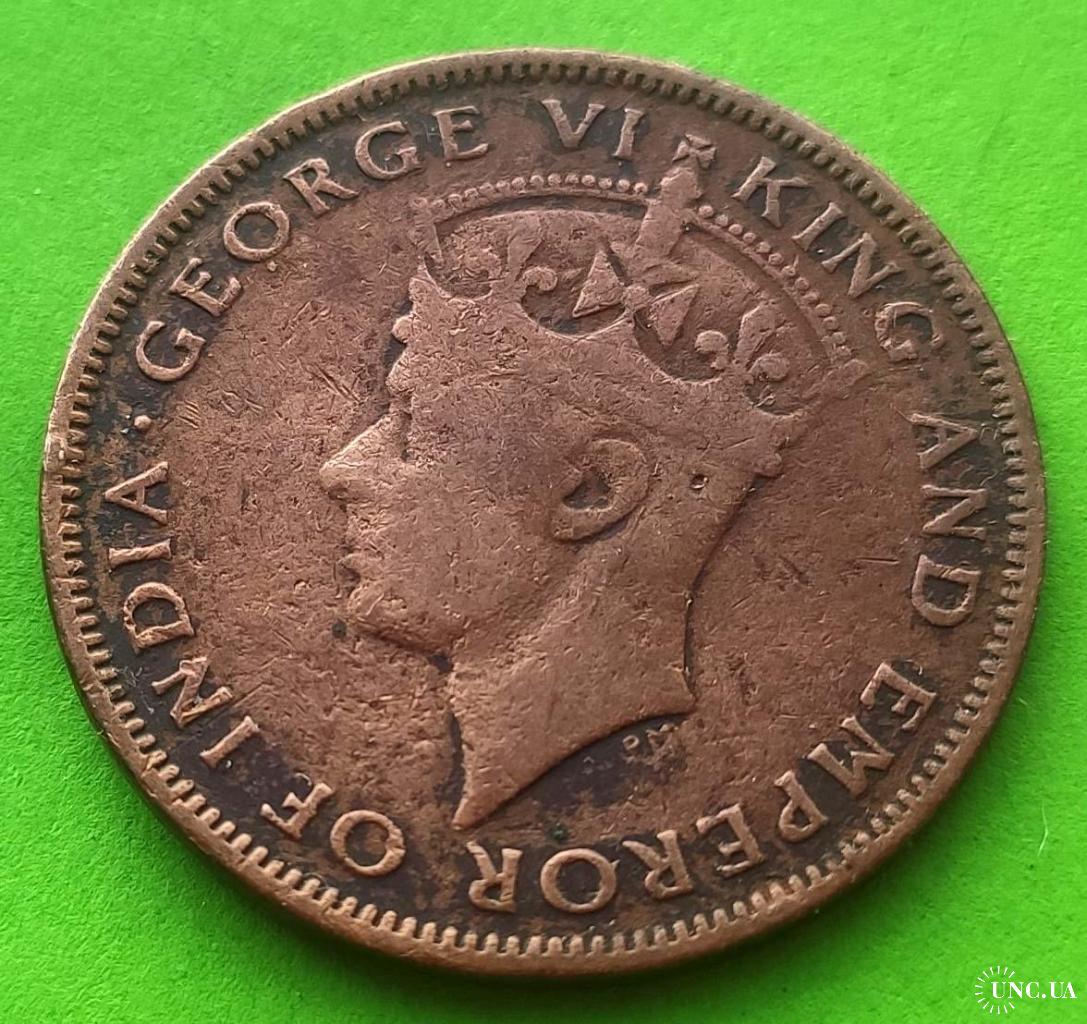 GEORGE VI KING AND EMPEROR OF INDIA.
PM
UNC.UA